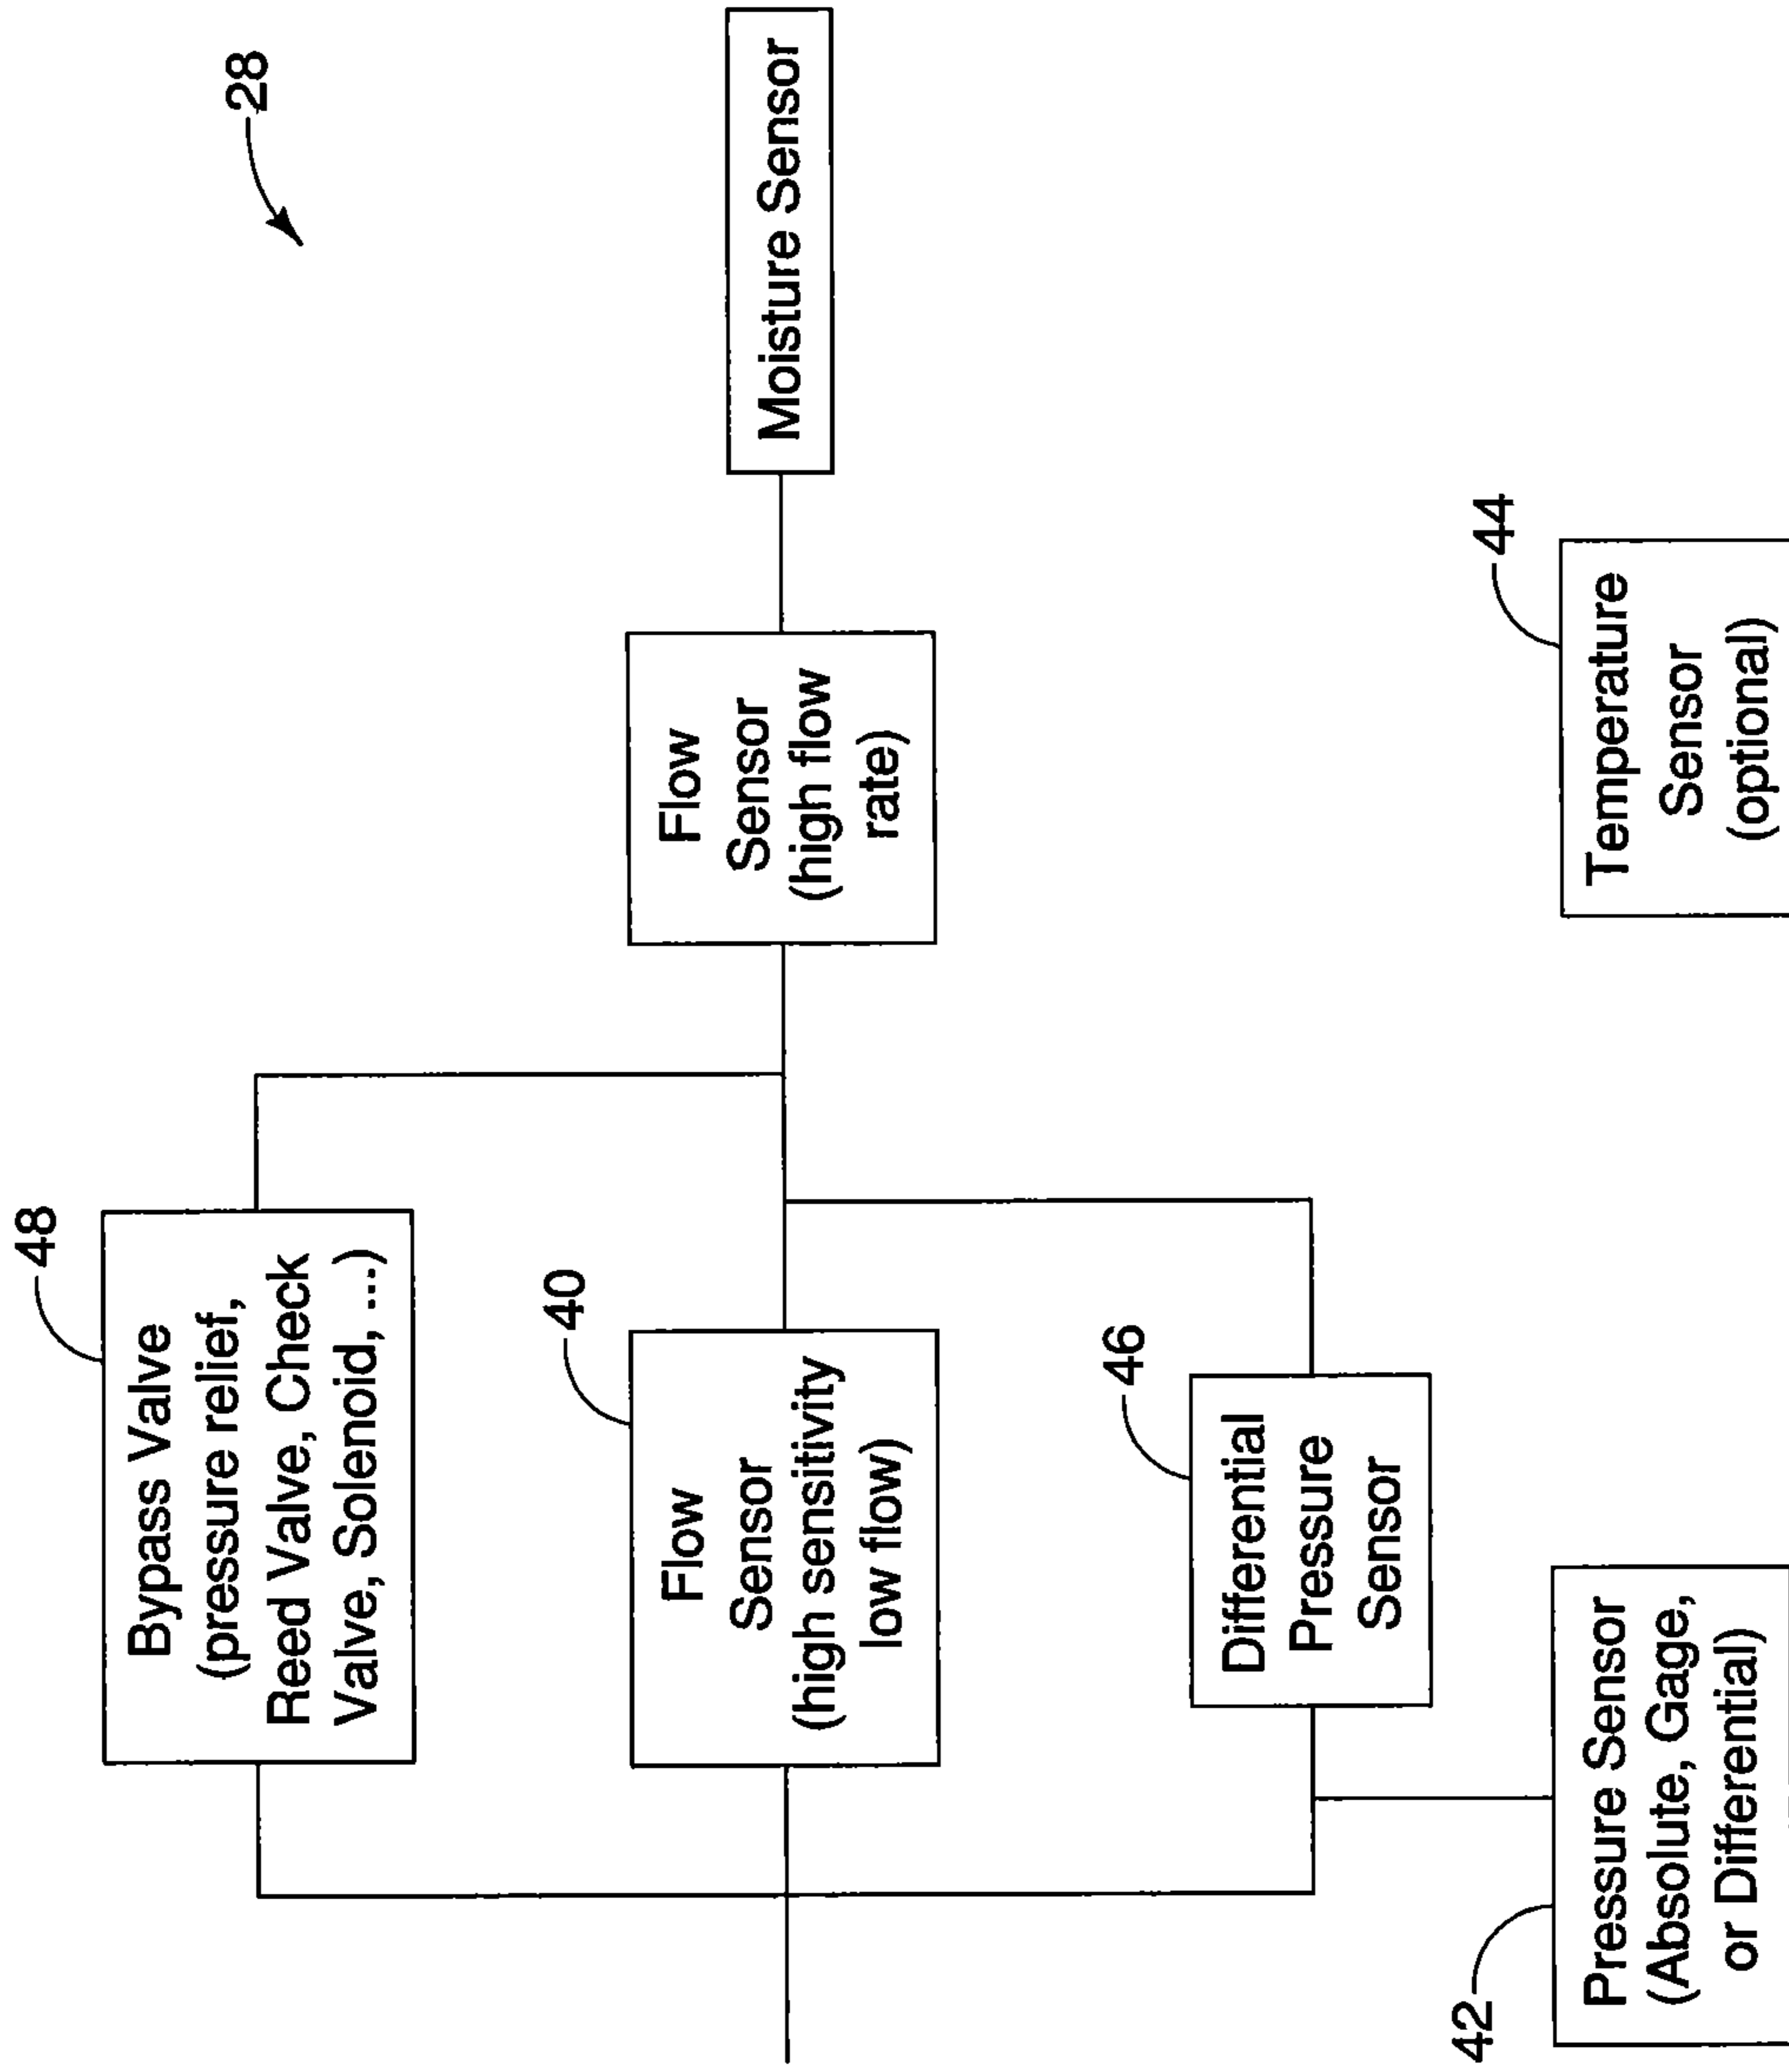 28
48
Bypass Valve
(pressure relief,
Reed Valve, Check
Valve, Solenoid, ...)
40
Flow
Sensor
(high sensitivity
low flow)
Flow
Sensor
(high flow
rate)
Moisture Sensor
46
Differential
Pressure
Sensor
42
Pressure Sensor
(Absolute, Gage,
or Differential)
44
Temperature
Sensor
(optional)